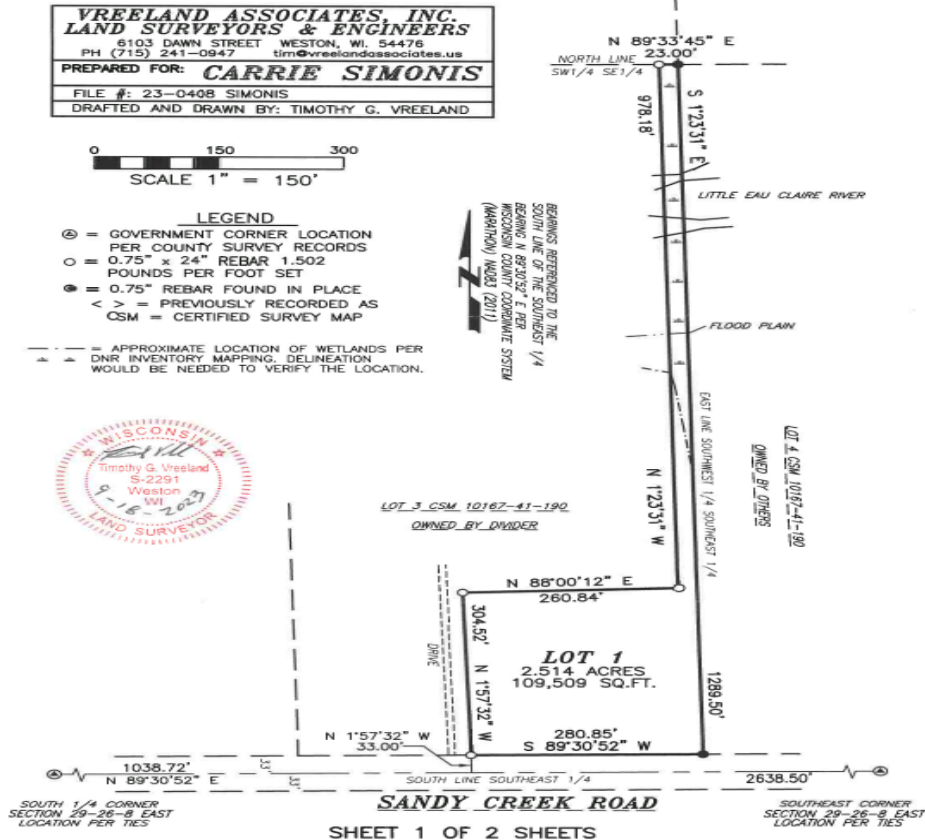 VREELAND ASSOCIATES, INC.
LAND SURVEYORS & ENGINEERS
6103 DAWN STREET WESTON, WI. 54476
PH (715) 241-0947 tim@vreelandassociates.us
PREPARED FOR: CARRIE SIMONIS
FILE #: 23-0408 SIMONIS
DRAFTED AND DRAWN BY: TIMOTHY G. VREELAND
0 150 300
SCALE 1" = 150'
LEGEND
= GOVERNMENT CORNER LOCATION
PER COUNTY SURVEY RECORDS
= 0.75" x 24" REBAR 1.502
POUNDS PER FOOT SET
= 0.75" REBAR FOUND IN PLACE
< > = PREVIOUSLY RECORDED AS
CSM = CERTIFIED SURVEY MAP
= APPROXIMATE LOCATION OF WETLANDS PER
DNR INVENTORY MAPPING. DELINEATION
WOULD BE NEEDED TO VERIFY THE LOCATION.
N
BEARINGS REFERENCED TO THE
SOUTH LINE OF THE SOUTHEAST 1/4
BEARING N 89°30'52" E PER
WISCONSIN COUNTY COORDINATE SYSTEM
(MARATHON) NAD83 (2011)
WISCONSIN
Timothy G. Vreeland
S-2291
Weston
WI
9-18-2023
LAND SURVEYOR
N 89°33'45" E
23.00'
NORTH LINE
SW1/4 SE1/4
978.18'
S 1°23'31" E
LITTLE EAU CLAIRE RIVER
FLOOD PLAIN
EAST LINE SOUTHWEST 1/4 SOUTHEAST 1/4
LOT 4 CSM 10167-41-190
OWNED BY OTHERS
N 1°23'31" W
LOT 3 CSM 10167-41-190
OWNED BY DIVIDER
N 88°00'12" E
260.84'
304.52'
N 1°57'32" W
DRIVE
LOT 1
2.514 ACRES
109,509 SQ.FT.
1289.50'
280.85'
S 89°30'52" W
N 1°57'32" W
33.00'
33'
33'
1038.72'
N 89°30'52" E
SOUTH LINE SOUTHEAST 1/4
2638.50'
SOUTH 1/4 CORNER
SECTION 29-26-8 EAST
LOCATION PER TIES
SANDY CREEK ROAD
SOUTHEAST CORNER
SECTION 29-26-8 EAST
LOCATION PER TIES
SHEET 1 OF 2 SHEETS